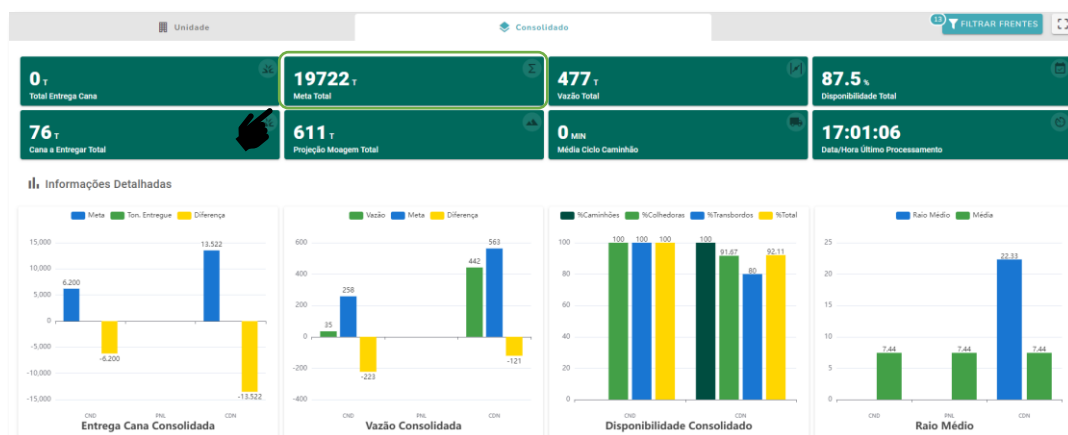 Unidade
Consolidado
13
FILTRAR FRENTES
0 T
Total Entrega Cana
19722 T
Meta Total
477 T
Vazão Total
87.5 %
Disponibilidade Total
76 T
Cana a Entregar Total
611 T
Projeção Moagem Total
0 MIN
Média Ciclo Caminhão
17:01:06
Data/Hora Último Processamento
Informações Detalhadas
Meta Ton. Entregue Diferença
15,000
10,000
5,000
0
-5,000
-10,000
-15,000
6.200
-6.200
13.522
-13.522
CND PNL CDN
Entrega Cana Consolidada
Vazão Meta Diferença
600
400
200
0
-200
-400
35
258
-223
442
563
-121
CND PNL CDN
Vazão Consolidada
%Caminhões %Colhedoras %Transbordos %Total
100
80
60
40
20
0
100 100 100
100
91.67
80
92.11
CND CDN
Disponibilidade Consolidado
Raio Médio Média
25
20
15
10
5
0
7.44
7.44
22.33
7.44
CND PNL CDN
Raio Médio